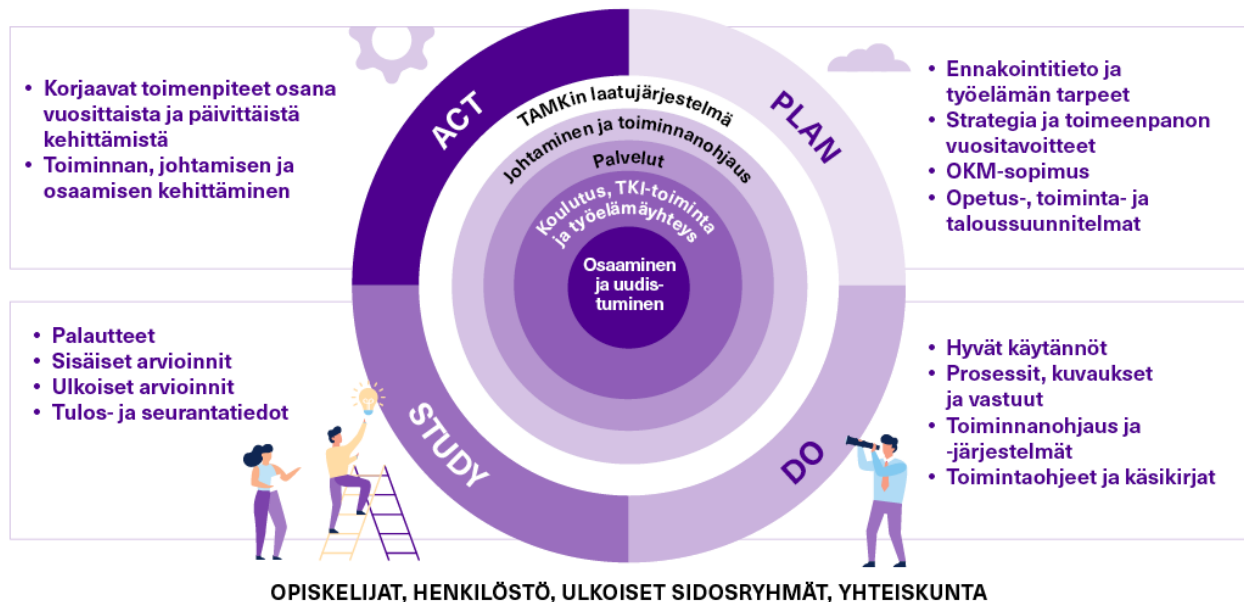 • Korjaavat toimenpiteet osana
vuosittaista ja päivittäistä
kehittämistä
• Toiminnan, johtamisen ja
osaamisen kehittäminen
ACT
PLAN
• Ennakointitieto ja
työelämän tarpeet
• Strategia ja toimeenpanon
vuositavoitteet
• OKM-sopimus
• Opetus-, toiminta- ja
taloussuunnitelmat
TAMKin laatujärjestelmä
Johtaminen ja toiminnanohjaus
Palvelut
Koulutus, TKI-toiminta
ja työelämäyhteys
Osaaminen
ja uudis-
tuminen
• Palautteet
• Sisäiset arvioinnit
• Ulkoiset arvioinnit
• Tulos- ja seurantatiedot
STUDY
DO
• Hyvät käytännöt
• Prosessit, kuvaukset
ja vastuut
• Toiminnanohjaus ja
-järjestelmät
• Toimintaohjeet ja käsikirjat
OPISKELIJAT, HENKILÖSTÖ, ULKOISET SIDOSRYHMÄT, YHTEISKUNTA